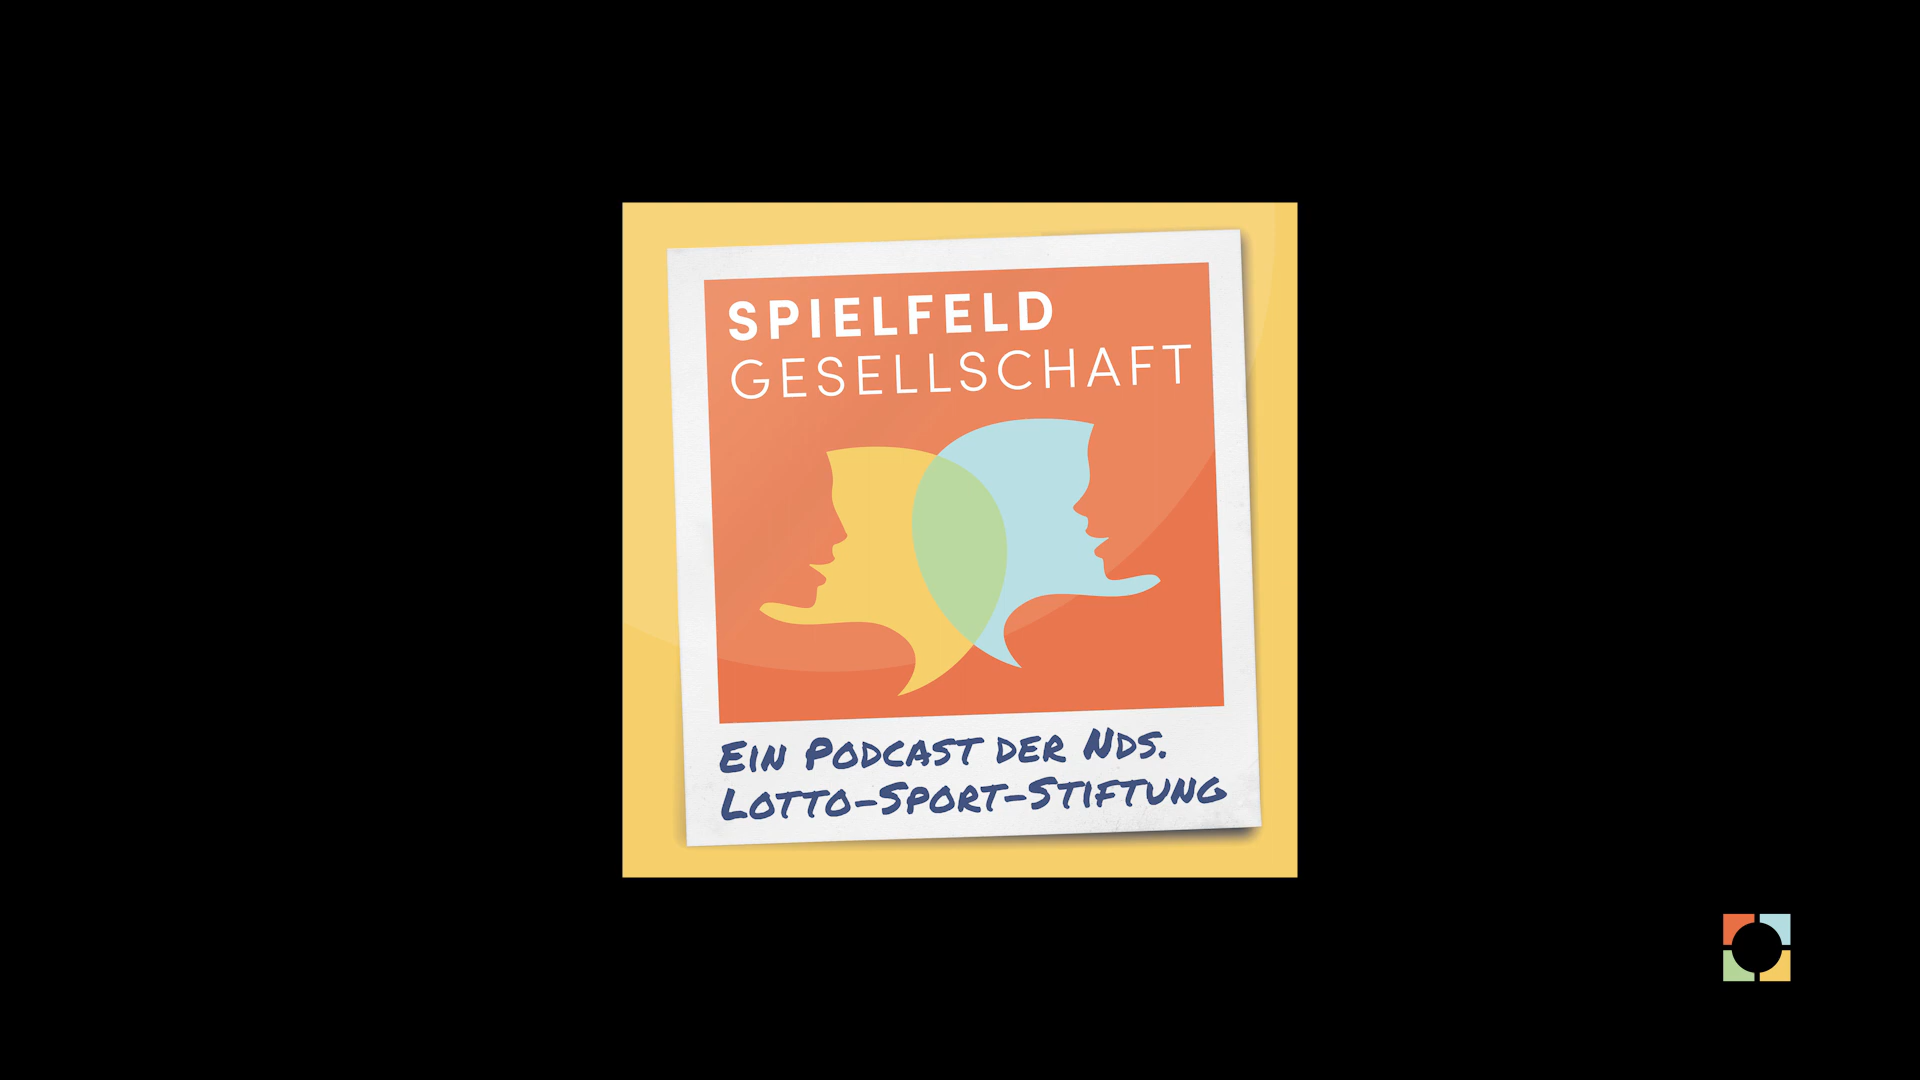 SPIELFELD
GESELLSCHAFT
EIN PODCAST DER NDS.
LOTTO-SPORT-STIFTUNG